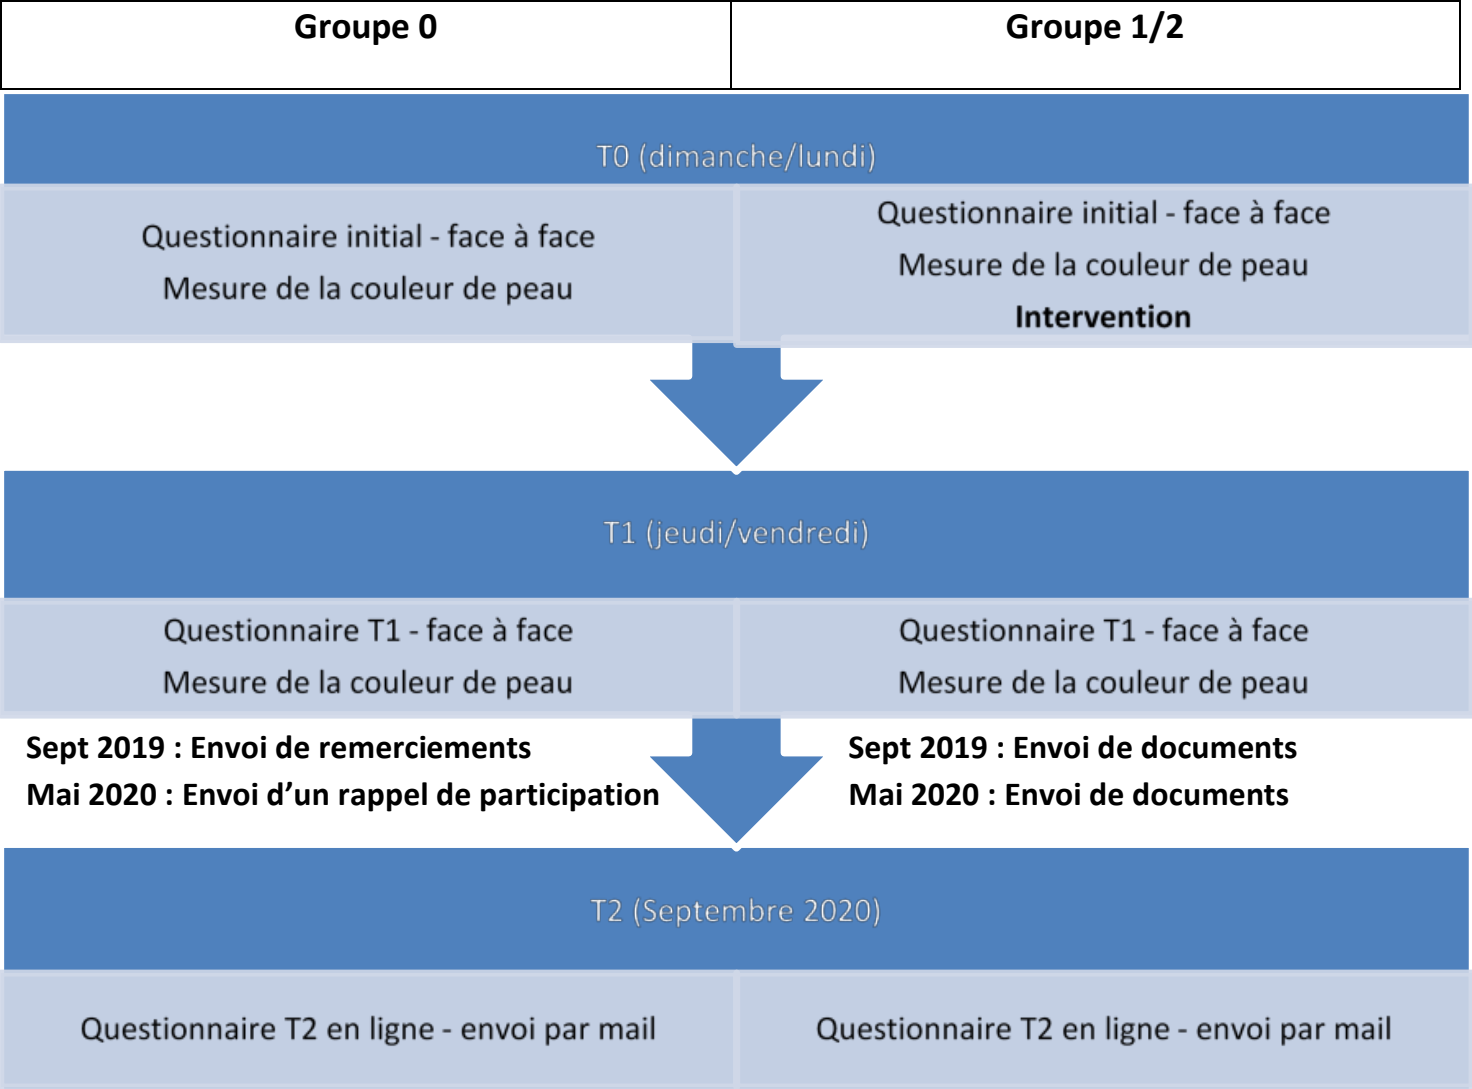 Groupe 0
Groupe 1/2
T0 (dimanche/lundi)
Questionnaire initial - face à face
Mesure de la couleur de peau
Questionnaire initial - face à face
Mesure de la couleur de peau
Intervention
T1 (jeudi/vendredi)
Questionnaire T1 - face à face
Mesure de la couleur de peau
Questionnaire T1 - face à face
Mesure de la couleur de peau
Sept 2019 : Envoi de remerciements
Mai 2020 : Envoi d’un rappel de participation
Sept 2019 : Envoi de documents
Mai 2020 : Envoi de documents
T2 (Septembre 2020)
Questionnaire T2 en ligne - envoi par mail
Questionnaire T2 en ligne - envoi par mail